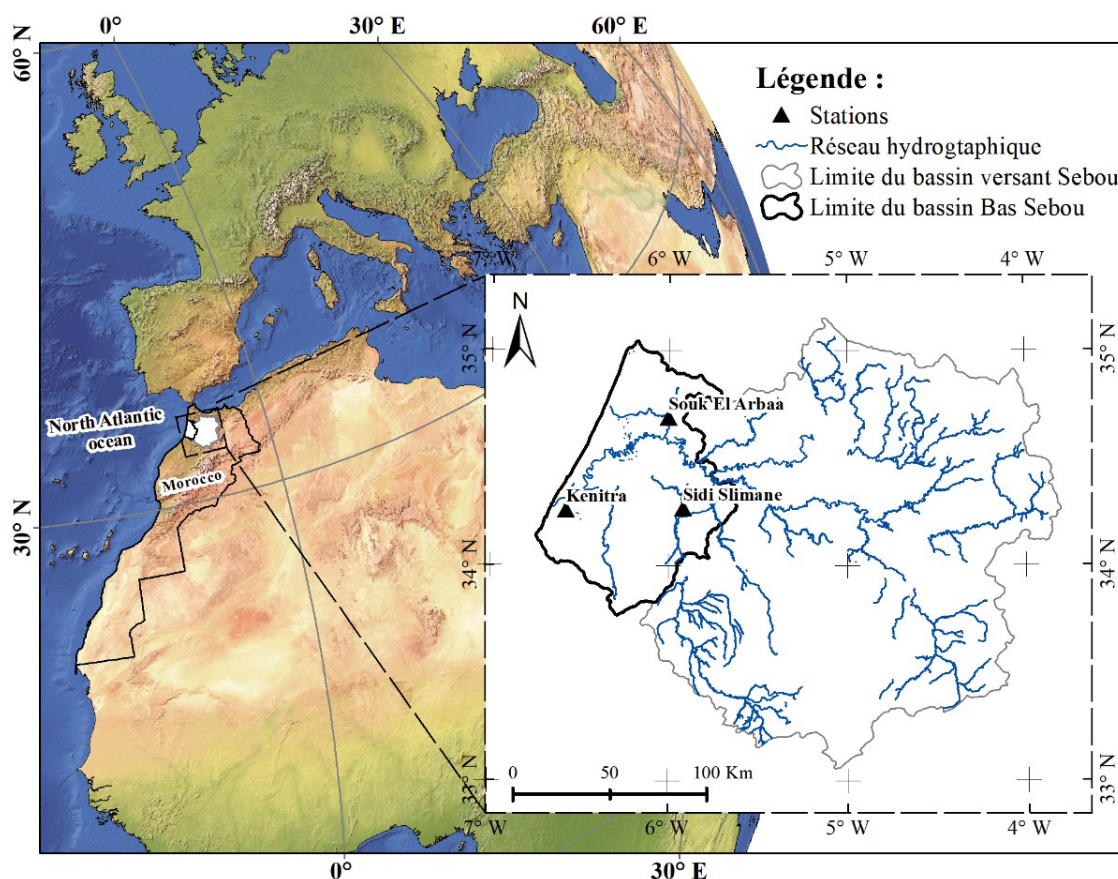 0°
30° E
60° E
60° N
Légende :
Stations
Réseau hydrogtaphique
Limite du bassin versant Sebou
Limite du bassin Bas Sebou
7° W
6° W
5° W
4° W
N
35° N
35° N
Souk El Arbaa
North Atlantic
ocean
Morocco
Kenitra
Sidi Slimane
30° N
34° N
34° N
0
50
100 Km
33° N
33° N
7° W
6° W
5° W
4° W
0°
30° E